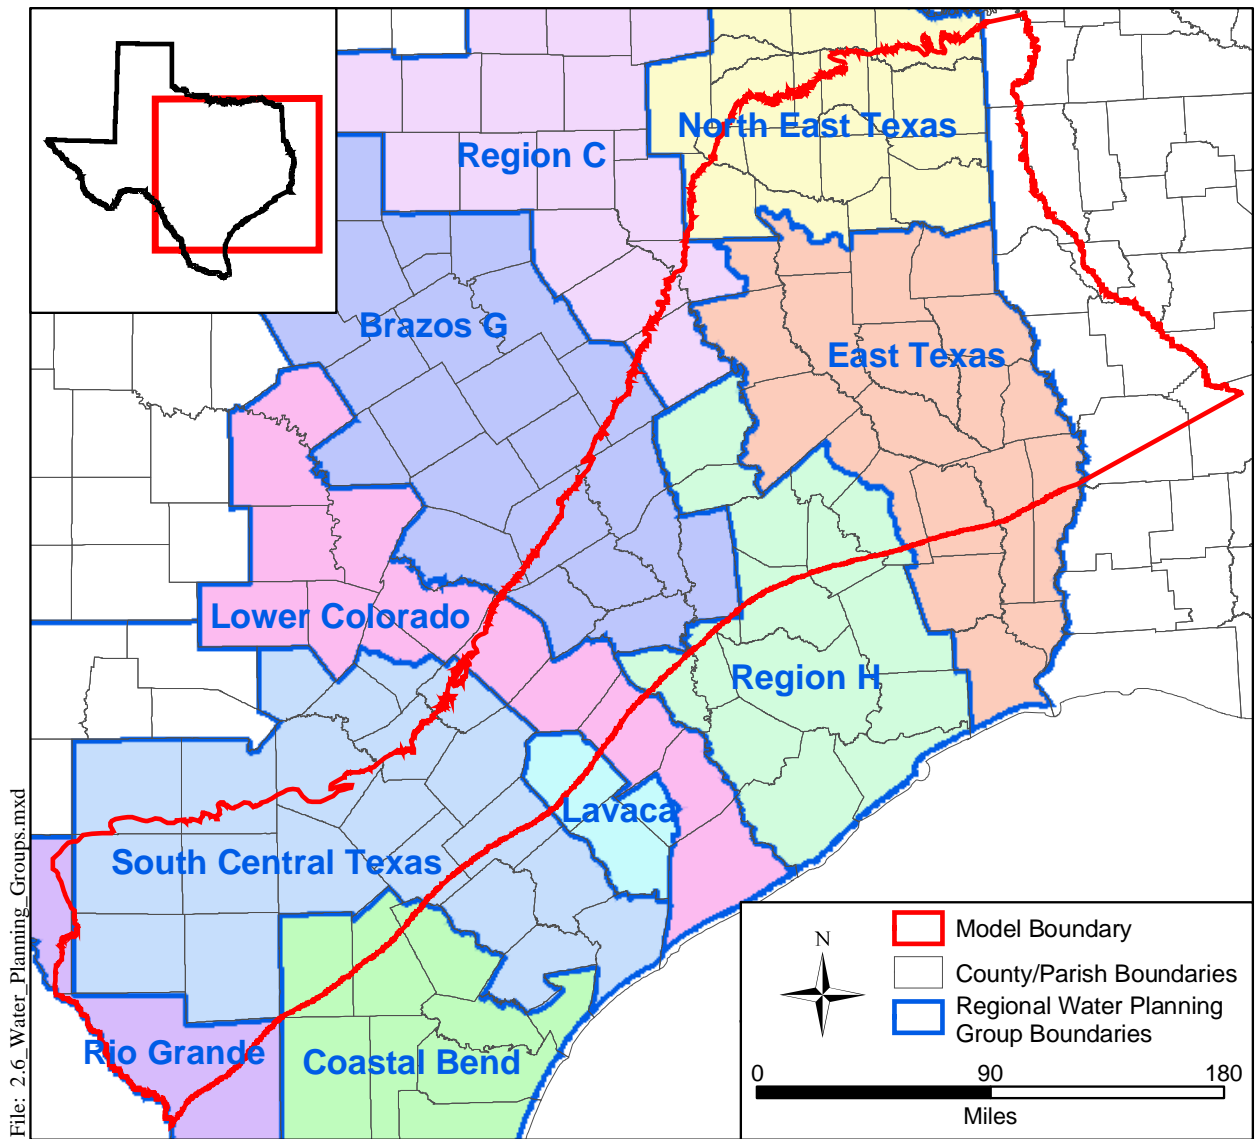 North East Texas
Region C
Brazos G
East Texas
Lower Colorado
Region H
Lavaca
South Central Texas
Rio Grande
Coastal Bend
N
Model Boundary
County/Parish Boundaries
Regional Water Planning
Group Boundaries
0 90 180
Miles
File: 2.6_Water_Planning_Groups.mxd